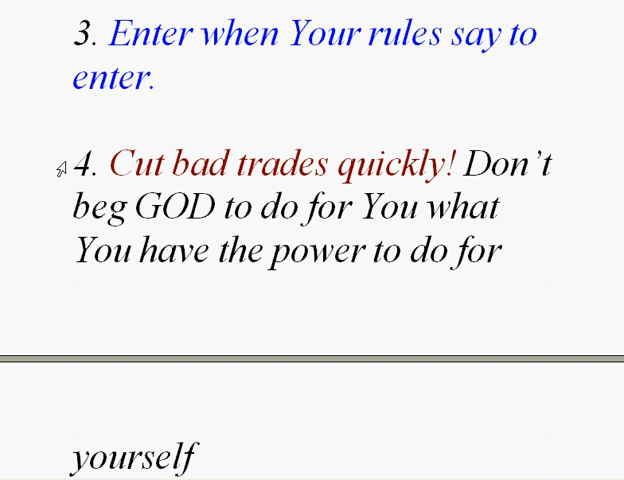 3. Enter when Your rules say to
enter.
4. Cut bad trades quickly! Don’t
beg GOD to do for You what
You have the power to do for
yourself